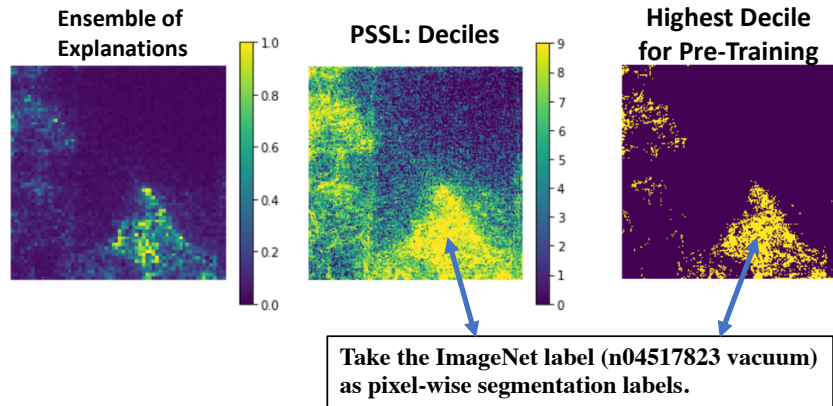 Ensemble of
Explanations
PSSL: Deciles
Highest Decile
for Pre-Training
1.0
0.8
0.6
0.4
0.2
0.0
9
8
7
6
5
4
3
2
1
0
Take the ImageNet label (n04517823 vacuum)
as pixel-wise segmentation labels.